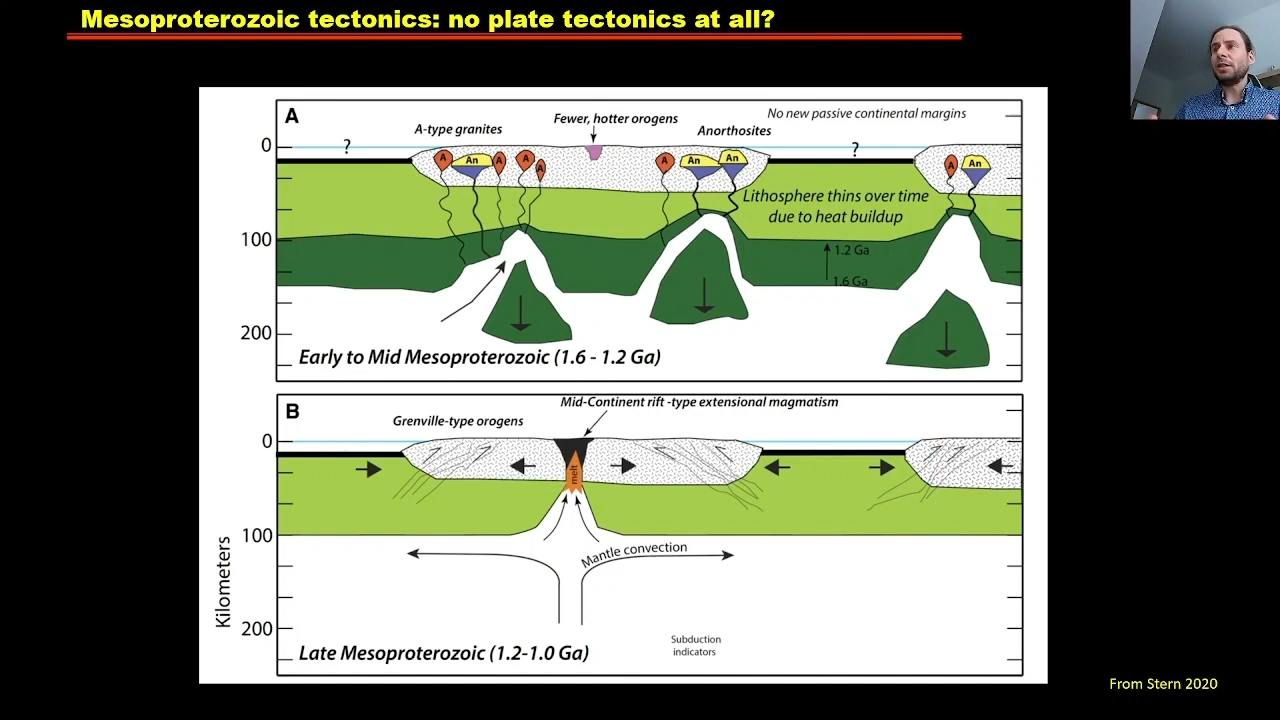 Mesoproterozoic tectonics: no plate tectonics at all?
A
No new passive continental margins
A-type granites
Fewer, hotter orogens
Anorthosites
0
?
?
A
An
A
A
A
A
An
An
A
An
Lithosphere thins over time
due to heat buildup
100
1.2 Ga
1.6 Ga
200
Early to Mid Mesoproterozoic (1.6 - 1.2 Ga)
B
Mid-Continent rift -type extensional magmatism
Grenville-type orogens
0
melt
100
Mantle convection
Kilometers
200
Subduction
indicators
Late Mesoproterozoic (1.2-1.0 Ga)
From Stern 2020